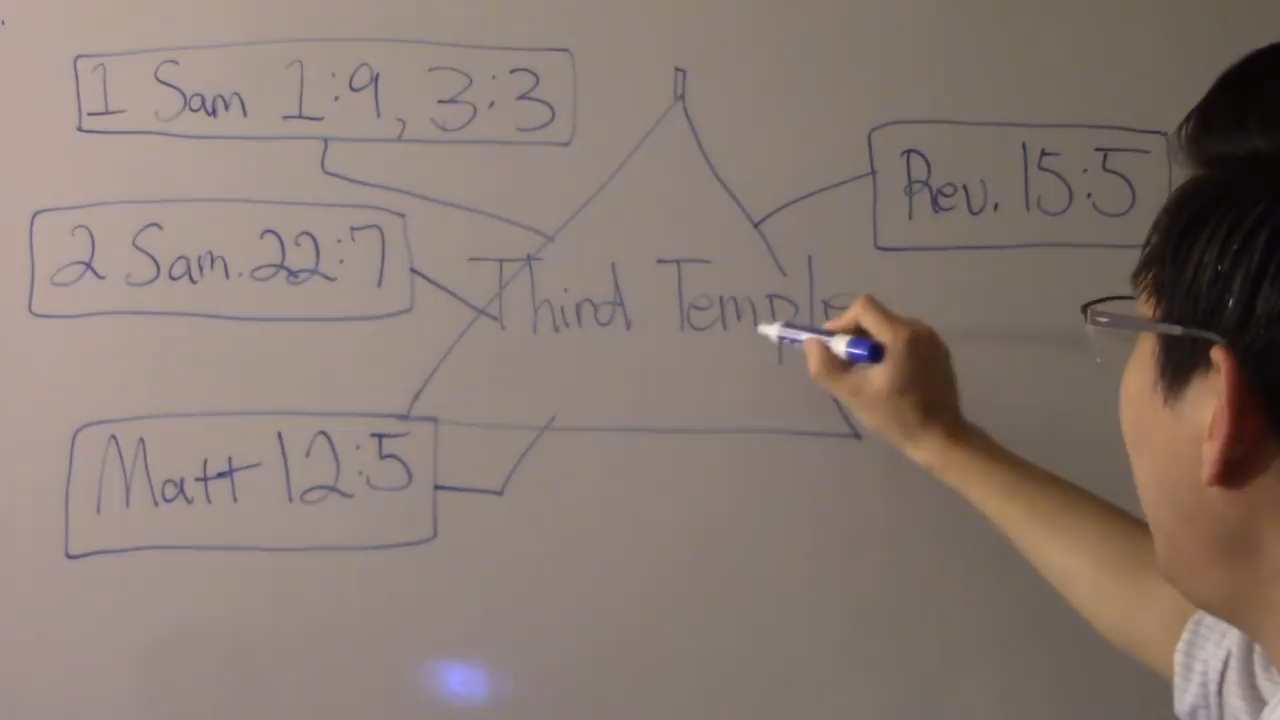 1 Sam 1:9, 3:3
Rev. 15:5
2 Sam. 22:7
Third Temple
Matt 12:5